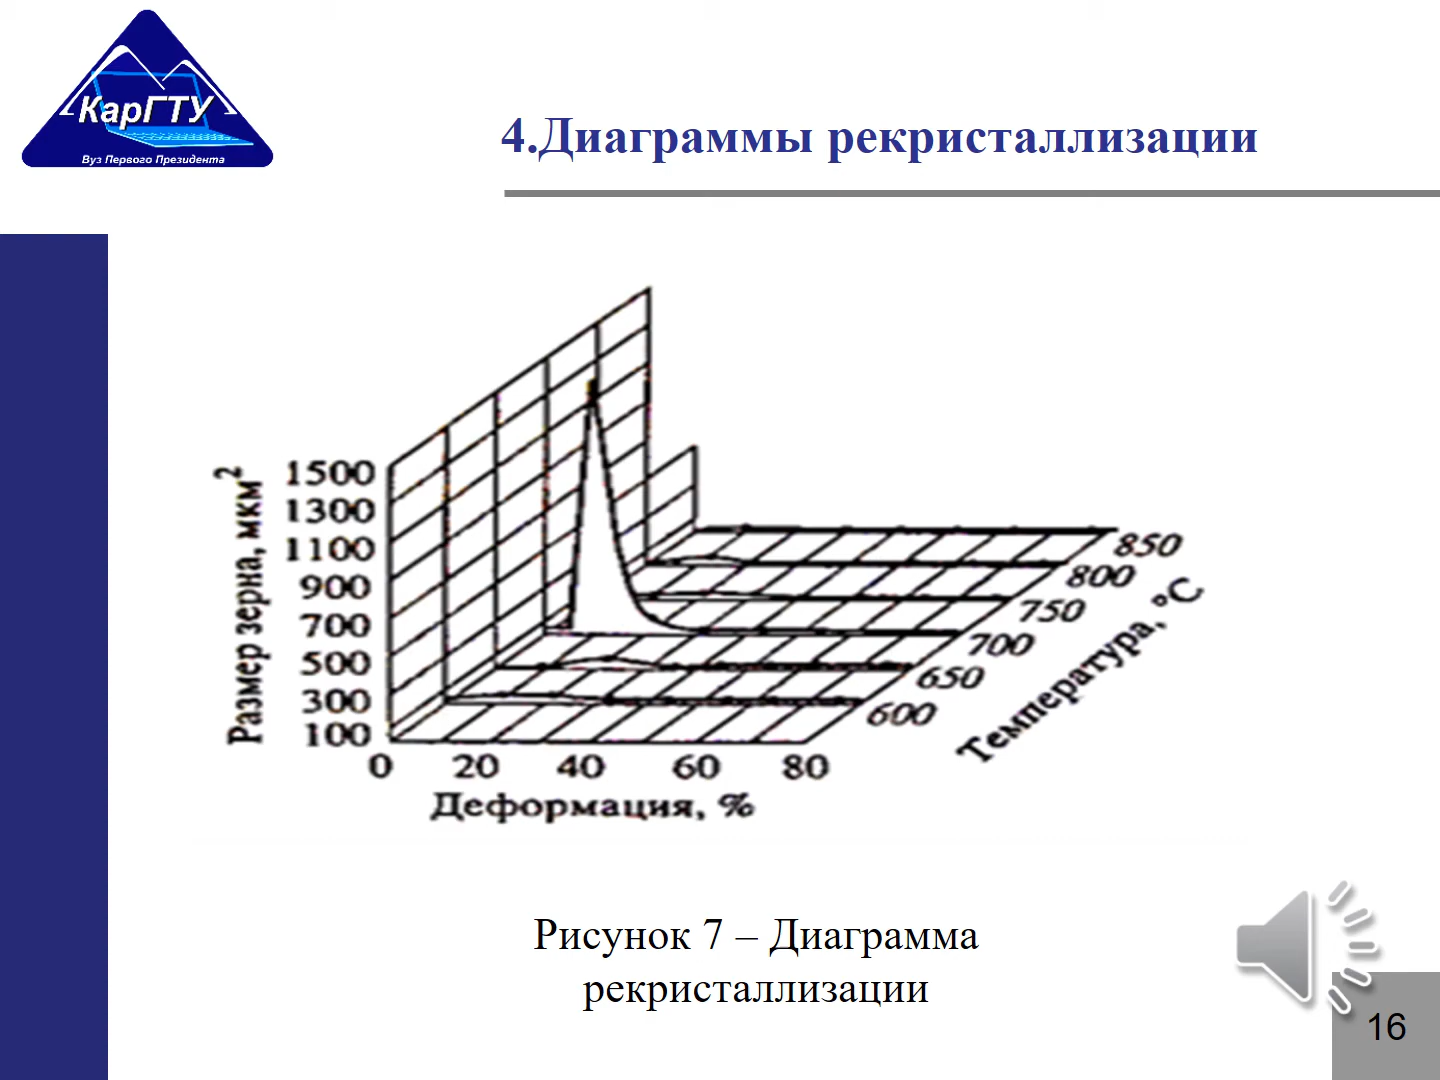 КарГТУ
Вуз Первого Президента
4.Диаграммы рекристаллизации
Размер зерна, мкм²
1500
1300
1100
900
700
500
300
100
0 20 40 60 80
Деформация, %
850
800
750
700
650
600
Температура, °С
Рисунок 7 – Диаграмма
рекристаллизации
16